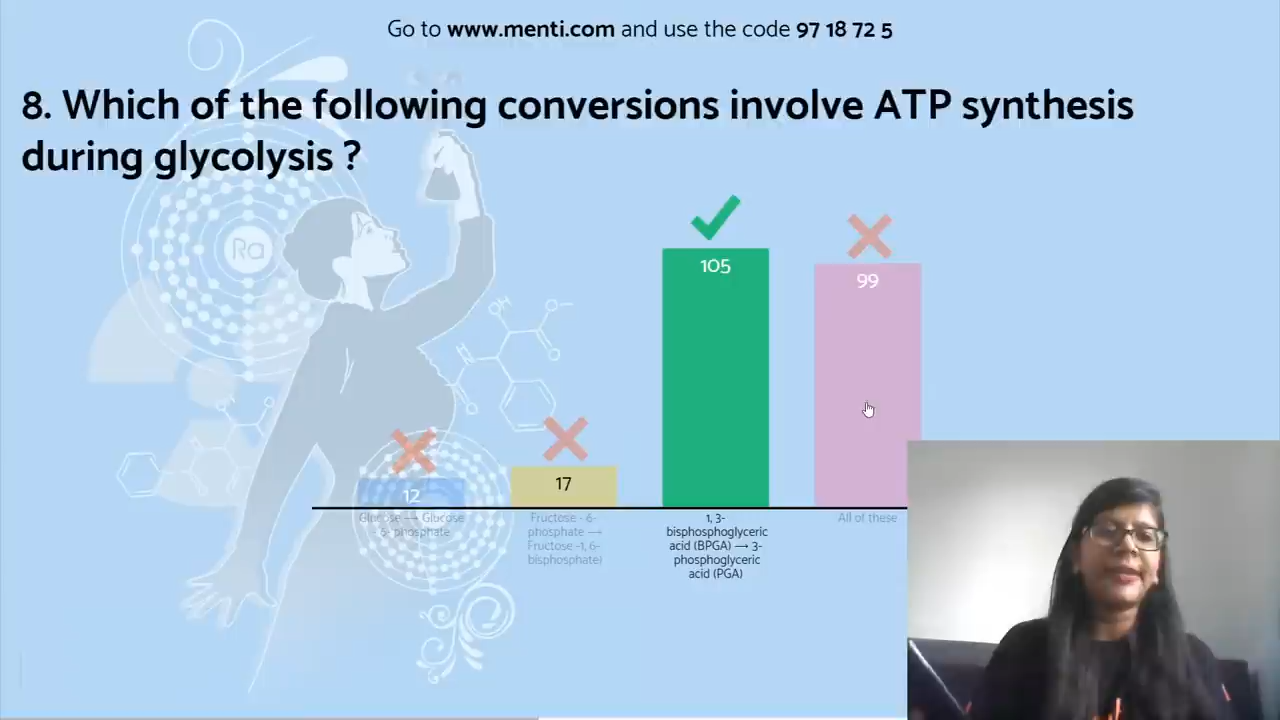 Go to www.menti.com and use the code 97 18 72 5
8. Which of the following conversions involve ATP synthesis
during glycolysis ?
Ra
OH
O
O
105
99
17
12
Glucose → Glucose
- 6- phosphate
Fructose - 6-
phosphate →
Fructose -1, 6-
bisphosphate)
1, 3-
bisphosphoglyceric
acid (BPGA) → 3-
phosphoglyceric
acid (PGA)
All of these